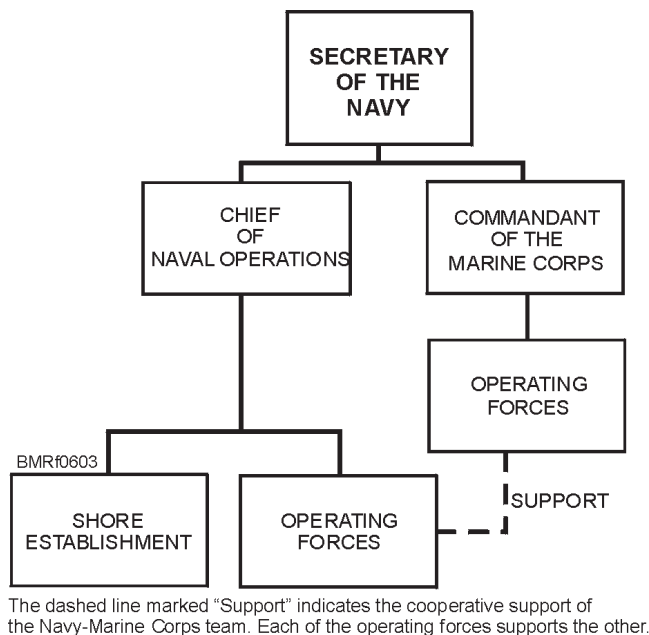 SECRETARY
OF THE
NAVY
CHIEF
OF
NAVAL OPERATIONS
COMMANDANT
OF THE
MARINE CORPS
OPERATING
FORCES
BMRf0603
SHORE
ESTABLISHMENT
OPERATING
FORCES
SUPPORT
The dashed line marked “Support” indicates the cooperative support of
the Navy-Marine Corps team. Each of the operating forces supports the other.